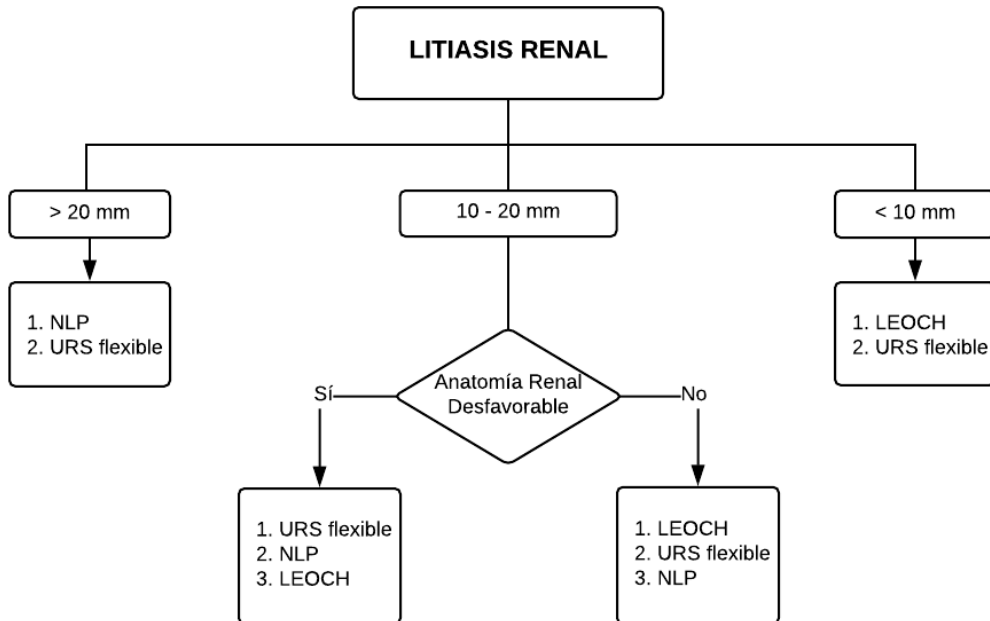 LITIASIS RENAL
> 20 mm
10 - 20 mm
< 10 mm
1. NLP
2. URS flexible
1. LEOCH
2. URS flexible
Anatomía Renal
Desfavorable
Sí
No
1. URS flexible
2. NLP
3. LEOCH
1. LEOCH
2. URS flexible
3. NLP